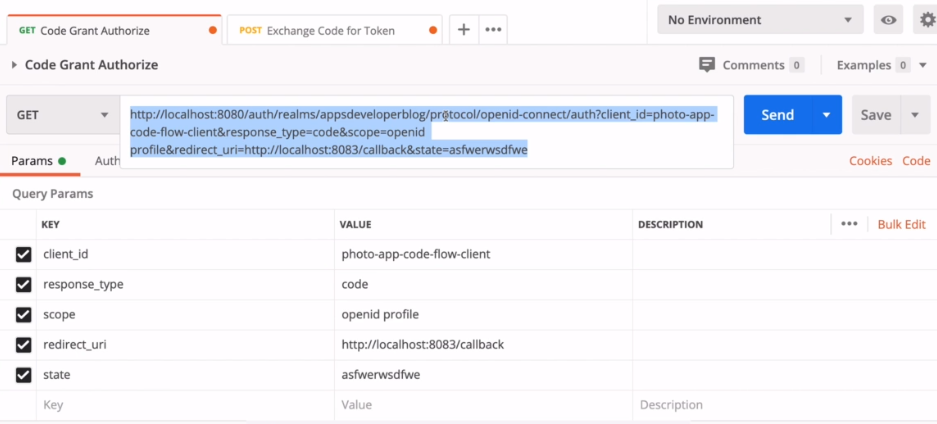 GET Code Grant Authorize POST Exchange Code for Token + ••• No Environment
Code Grant Authorize Comments 0 Examples 0
GET http://localhost:8080/auth/realms/appsdeveloperblog/protocol/openid-connect/auth?client_id=photo-app-
code-flow-client&response_type=code&scope=openid
profile&redirect_uri=http://localhost:8083/callback&state=asfwerwsdfwe
Send Save
Params Auth Cookies Code
Query Params
KEY VALUE DESCRIPTION ••• Bulk Edit
client_id photo-app-code-flow-client
response_type code
scope openid profile
redirect_uri http://localhost:8083/callback
state asfwerwsdfwe
Key Value Description